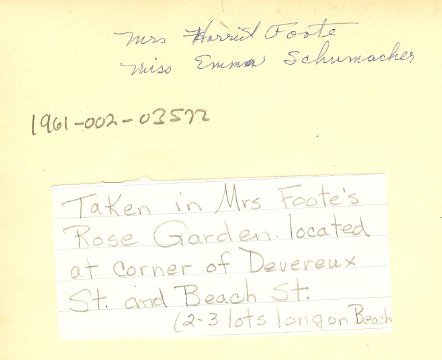 Mrs Harriet Foote
Miss Emma Schumacher
1961-002-03572
Taken in Mrs Foote's
Rose Garden. located
at corner of Devereux
St. and Beach St.
(2-3 lots long on Beach